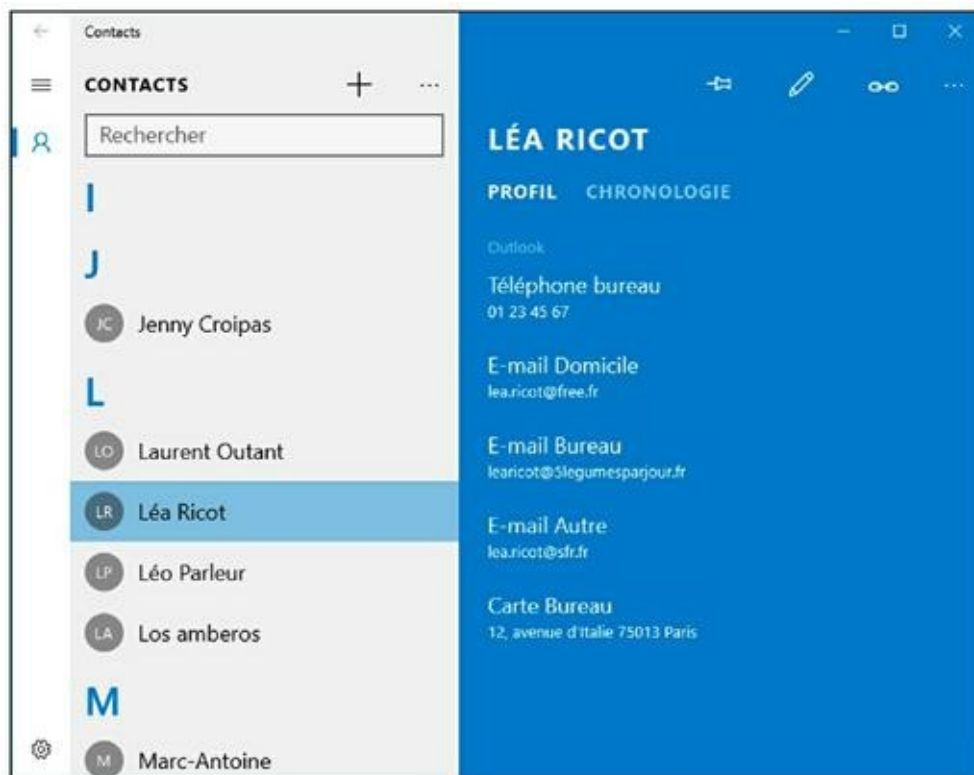 Contacts
CONTACTS
Rechercher
I
J
JC Jenny Croipas
L
LO Laurent Outant
LR Léa Ricot
LP Léo Parleur
LA Los amberos
M
M Marc-Antoine
LÉA RICOT
PROFIL CHRONOLOGIE
Outlook
Téléphone bureau
01 23 45 67
E-mail Domicile
lea.ricot@free.fr
E-mail Bureau
learicot@5legumesparjour.fr
E-mail Autre
lea.ricot@sfr.fr
Carte Bureau
12, avenue d'Italie 75013 Paris